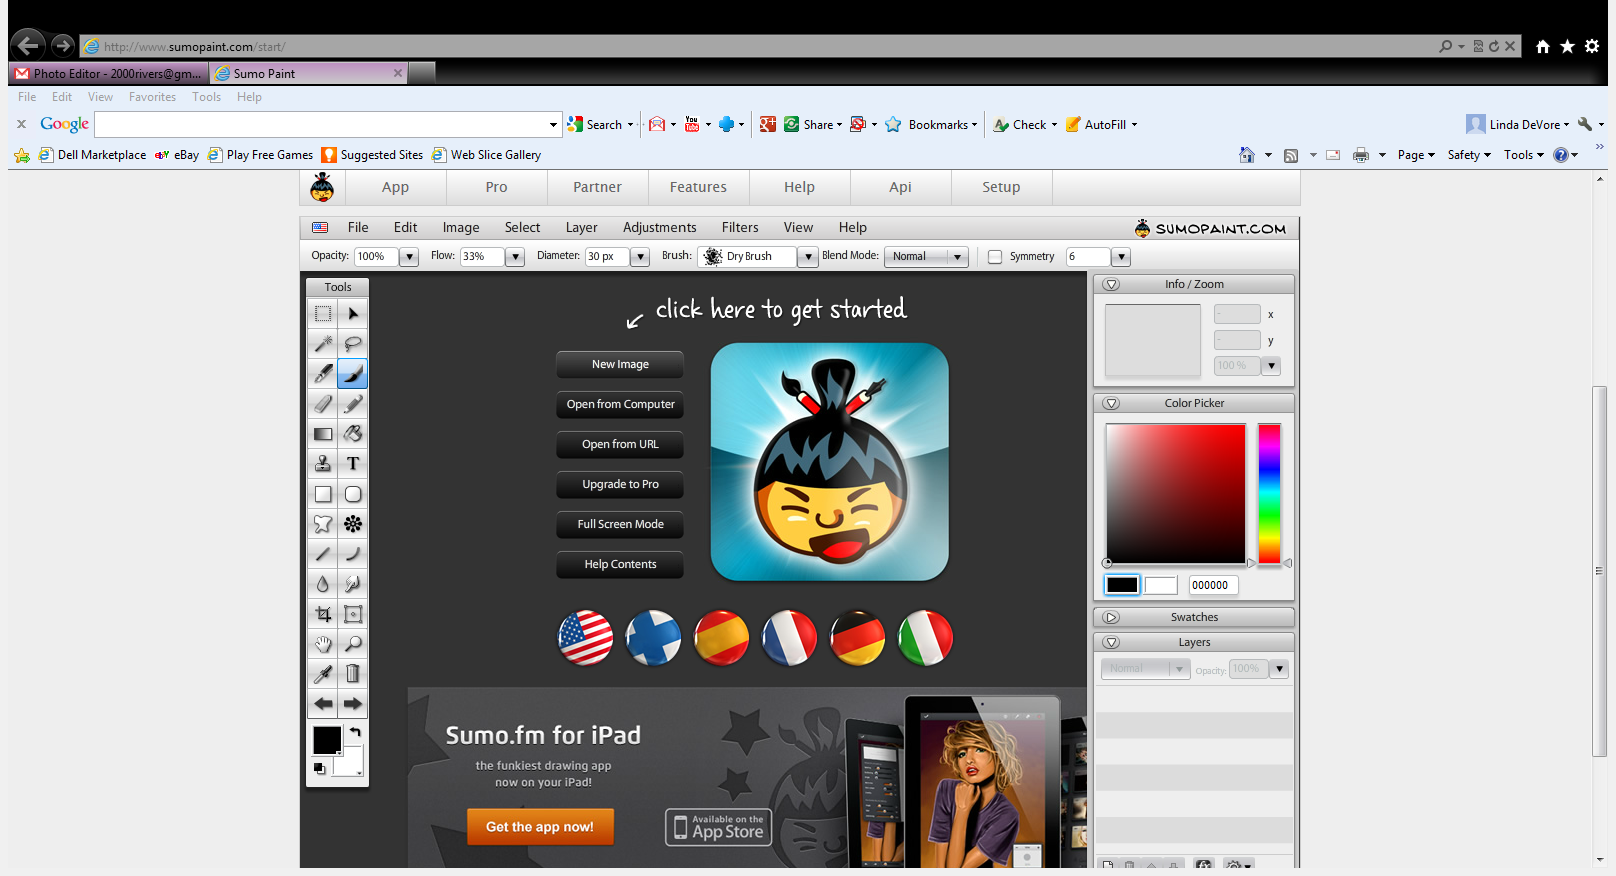 http://www.sumopaint.com/start/
Photo Editor - 2000rivers@gm...
Sumo Paint
File Edit View Favorites Tools Help
x Google Search Share Bookmarks Check AutoFill Linda DeVore
Dell Marketplace eBay Play Free Games Suggested Sites Web Slice Gallery Page Safety Tools
App Pro Partner Features Help Api Setup
File Edit Image Select Layer Adjustments Filters View Help SUMOPAINT.COM
Opacity: 100% Flow: 33% Diameter: 30 px Brush: Dry Brush Blend Mode: Normal Symmetry 6
Tools
click here to get started
New Image
Open from Computer
Open from URL
Upgrade to Pro
Full Screen Mode
Help Contents
Info / Zoom
x
y
100 %
Color Picker
000000
Swatches
Layers
Normal Opacity: 100%
Sumo.fm for iPad
the funkiest drawing app
now on your iPad!
Get the app now!
Available on the
App Store